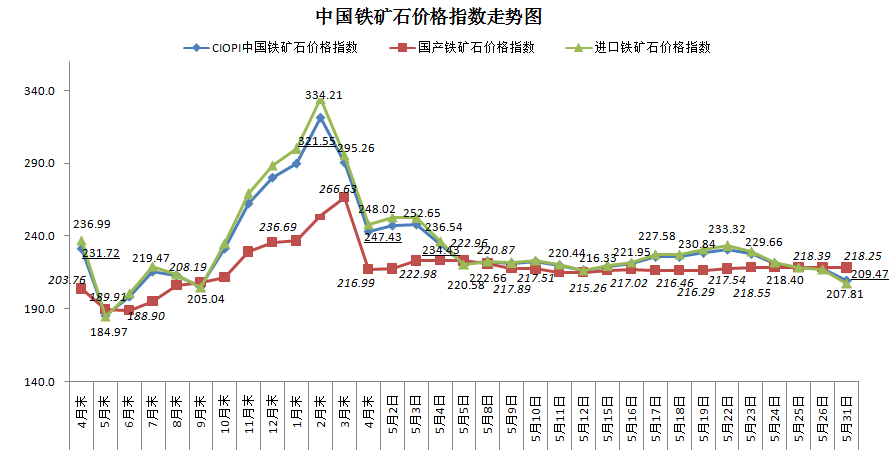 中国铁矿石价格指数走势图
CIOPI中国铁矿石价格指数
国产铁矿石价格指数
进口铁矿石价格指数
340.0
290.0
240.0
190.0
140.0
334.21
321.55
295.26
266.63
236.99
231.72
203.76
189.91
184.97
219.47
188.90
208.19
205.04
236.69
248.02
247.43
216.99
252.65
222.98
236.54
234.43
222.96
220.58
220.87
222.66
217.89
217.51
220.44
215.26
216.33
217.02
221.95
227.58
216.46
230.84
216.29
233.32
217.54
229.66
218.55
218.40
218.39
218.25
209.47
207.81
4月末
5月末
6月末
7月末
8月末
9月末
10月末
11月末
12月末
1月末
2月末
3月末
4月末
5月2日
5月3日
5月4日
5月5日
5月8日
5月9日
5月10日
5月11日
5月12日
5月15日
5月16日
5月17日
5月18日
5月19日
5月22日
5月23日
5月24日
5月25日
5月26日
5月31日